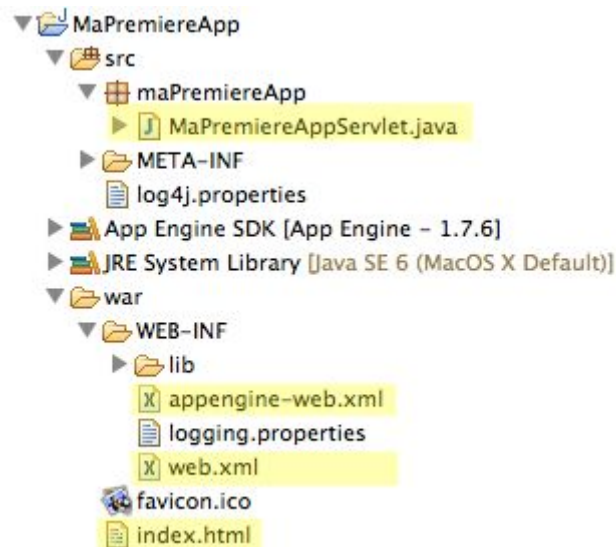 MaPremiereApp
src
maPremiereApp
MaPremiereAppServlet.java
META-INF
log4j.properties
App Engine SDK [App Engine - 1.7.6]
JRE System Library [Java SE 6 (MacOS X Default)]
war
WEB-INF
lib
appengine-web.xml
logging.properties
web.xml
favicon.ico
index.html